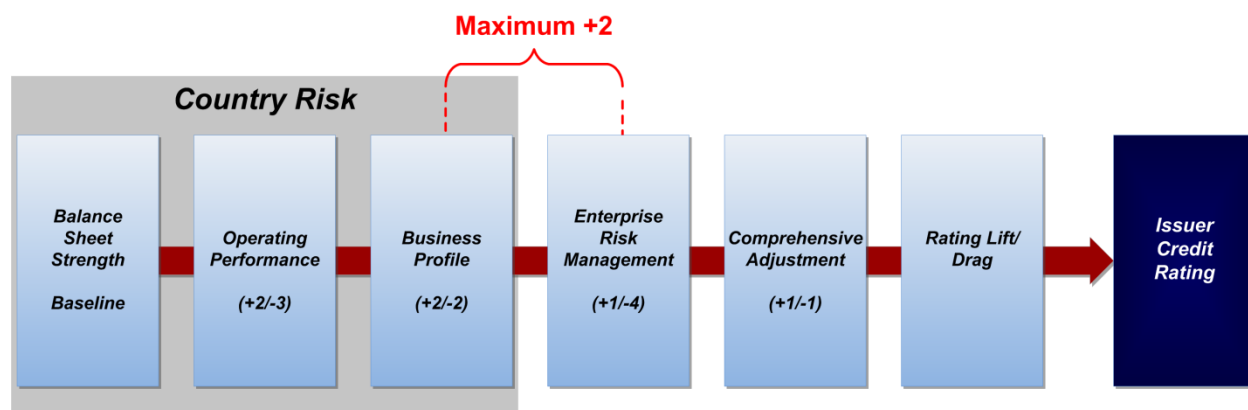 Maximum +2
Country Risk
Balance
Sheet
Strength
Baseline
Operating
Performance
(+2/-3)
Business
Profile
(+2/-2)
Enterprise
Risk
Management
(+1/-4)
Comprehensive
Adjustment
(+1/-1)
Rating Lift/
Drag
Issuer
Credit
Rating